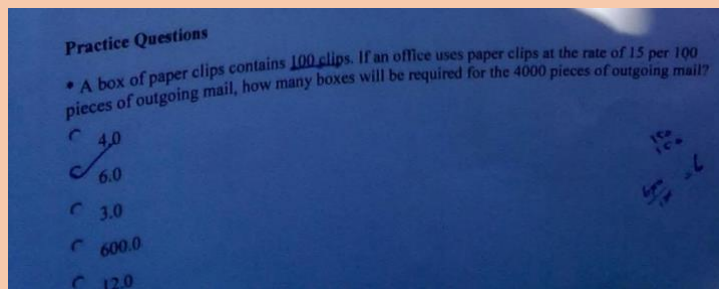 Practice Questions
• A box of paper clips contains 100 clips. If an office uses paper clips at the rate of 15 per 100
pieces of outgoing mail, how many boxes will be required for the 4000 pieces of outgoing mail?
4.0
6.0
3.0
600.0
12.0